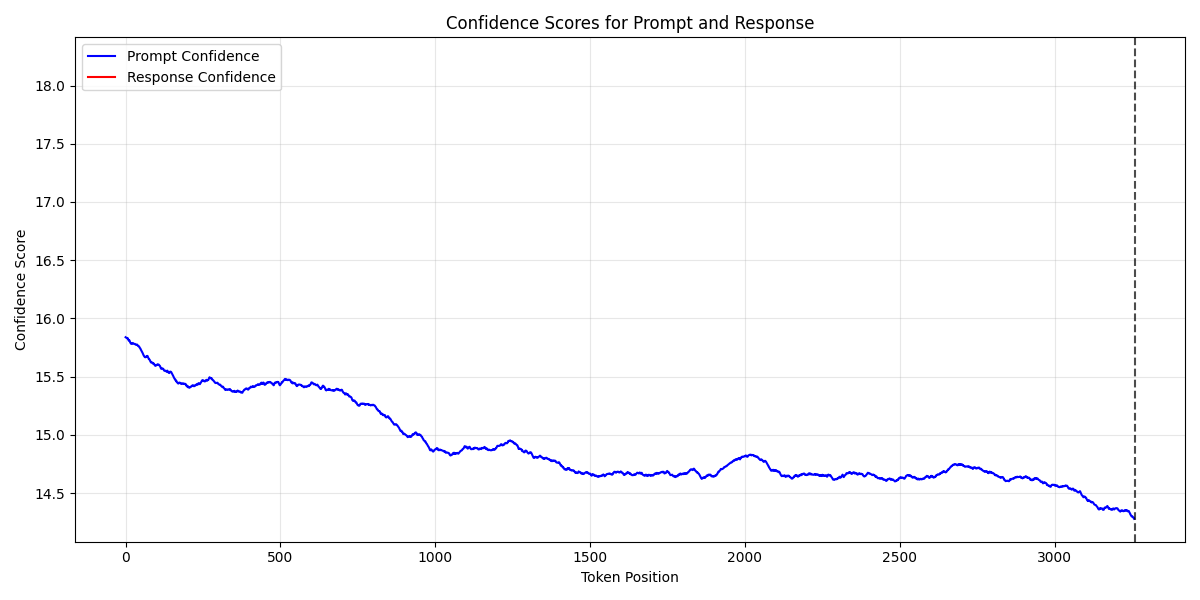 Confidence Scores for Prompt and Response
Prompt Confidence
Response Confidence
Confidence Score
18.0
17.5
17.0
16.5
16.0
15.5
15.0
14.5
0 500 1000 1500 2000 2500 3000
Token Position